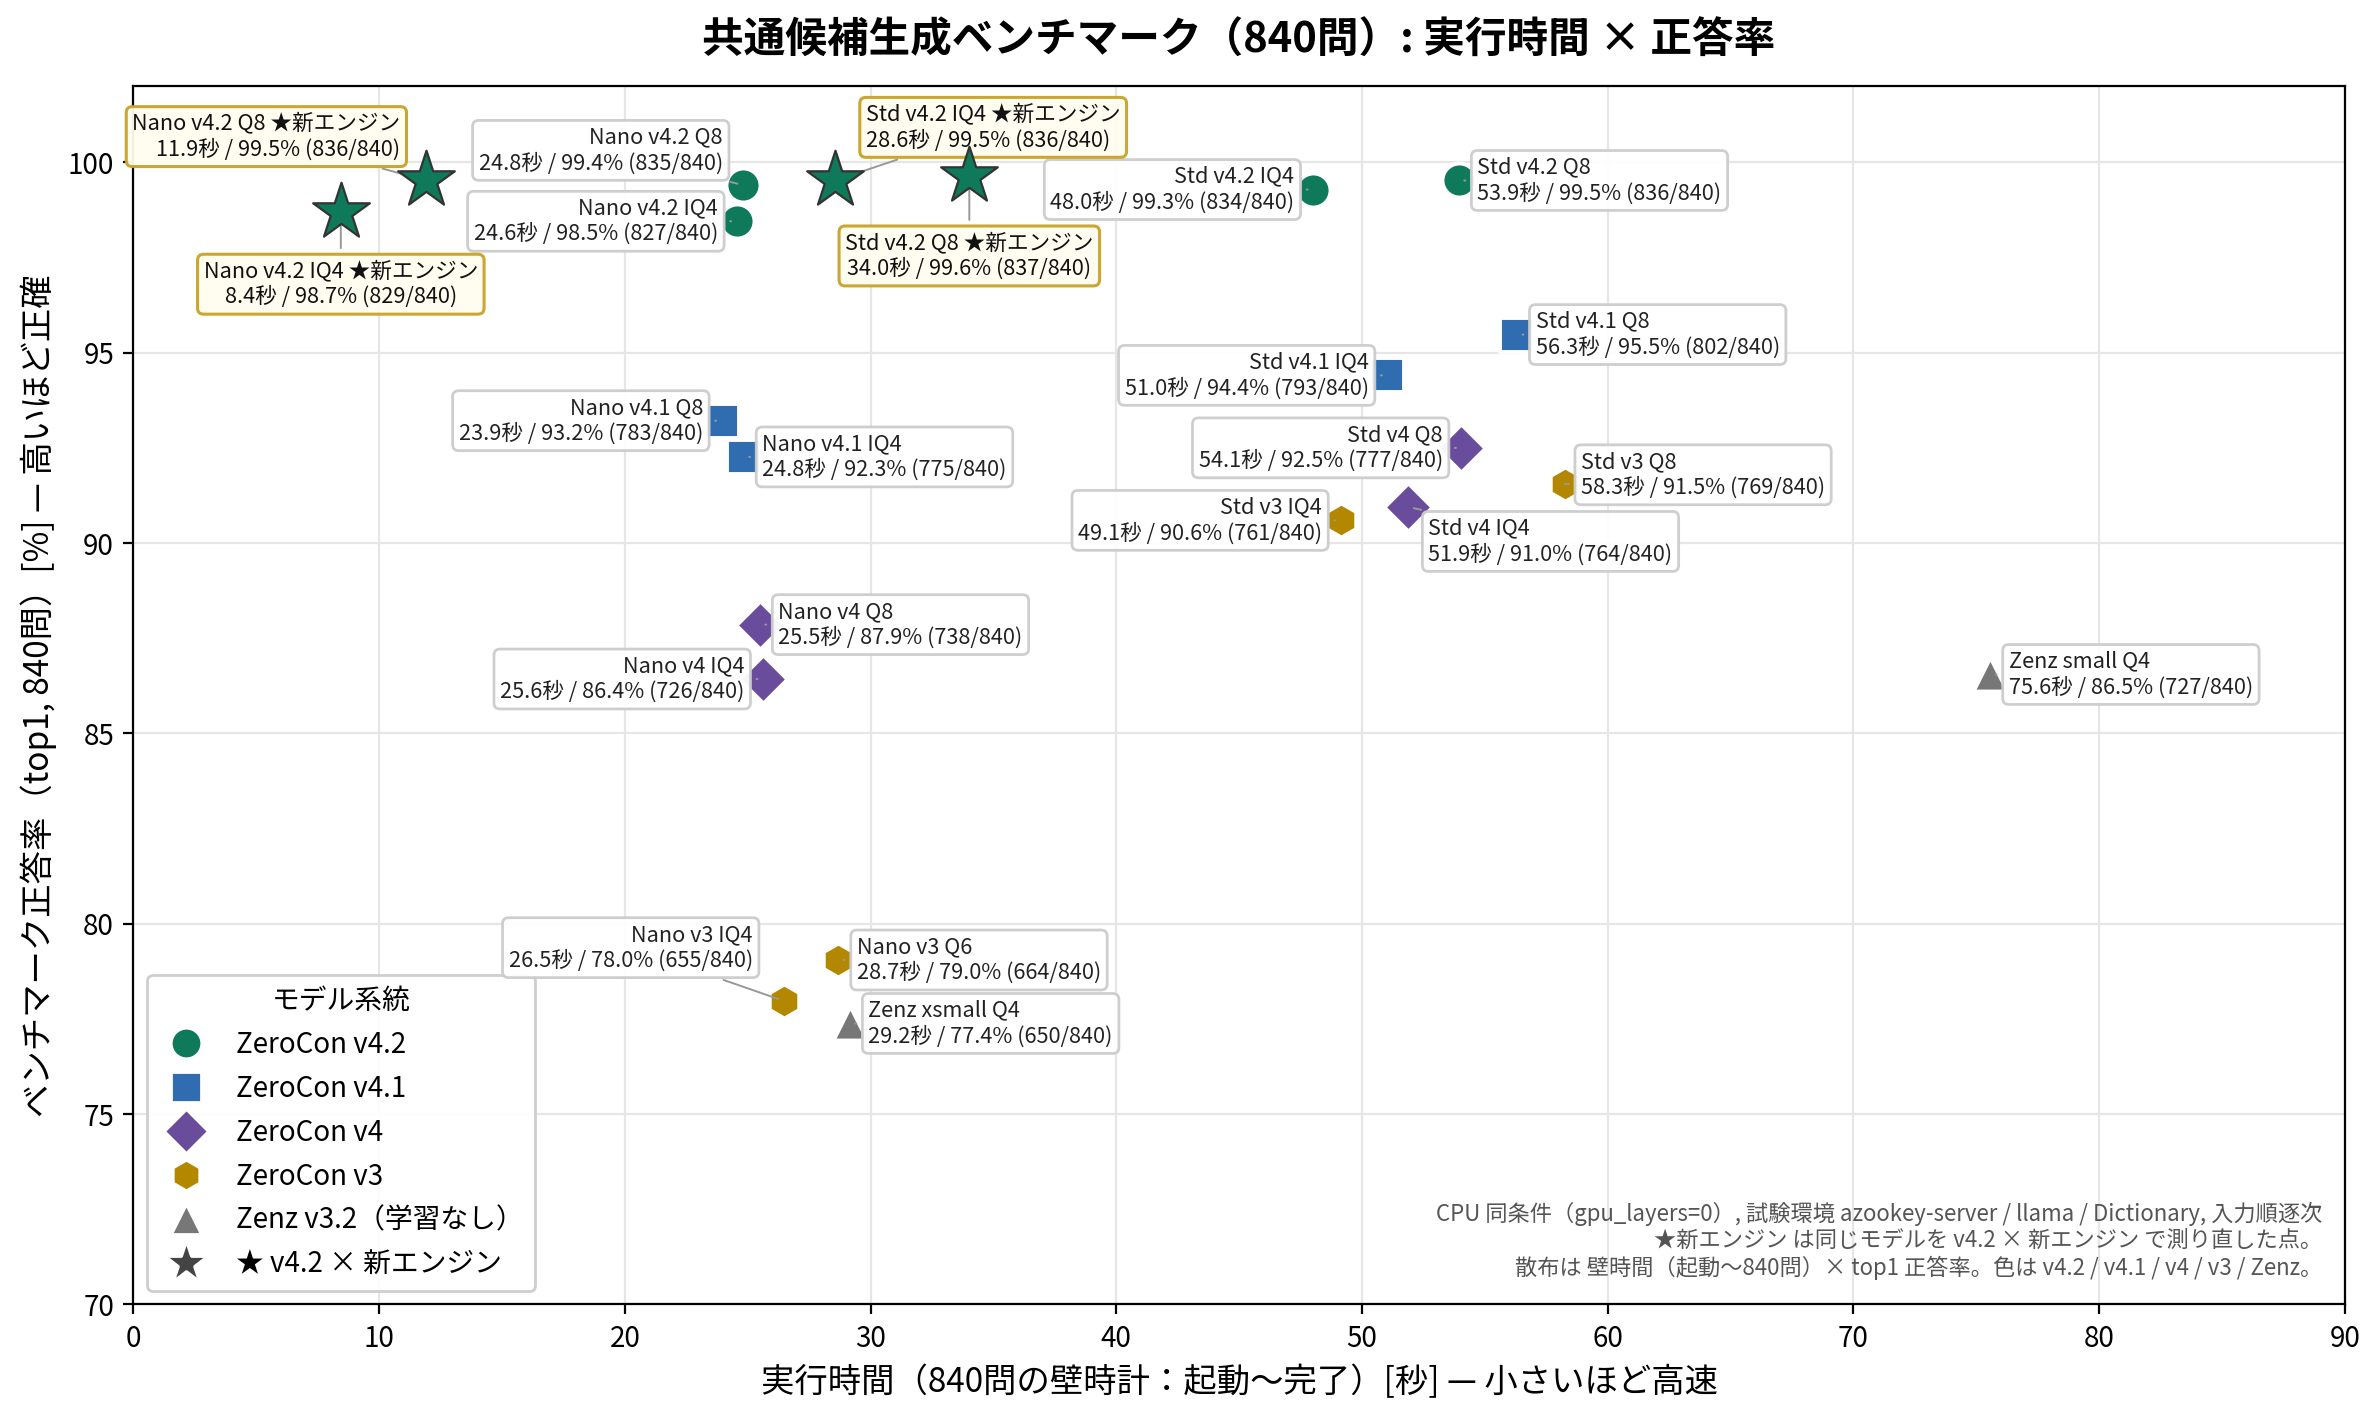 共通候補生成ベンチマーク（840問）: 実行時間 × 正答率
ベンチマーク正答率（top1, 840問）[%] — 高いほど正確
100
95
90
85
80
75
70
Nano v4.2 Q8 ★新エンジン
11.9秒 / 99.5% (836/840)
Nano v4.2 IQ4 ★新エンジン
8.4秒 / 98.7% (829/840)
Nano v4.2 Q8
24.8秒 / 99.4% (835/840)
Nano v4.2 IQ4
24.6秒 / 98.5% (827/840)
Std v4.2 IQ4 ★新エンジン
28.6秒 / 99.5% (836/840)
Std v4.2 Q8 ★新エンジン
34.0秒 / 99.6% (837/840)
Std v4.2 IQ4
48.0秒 / 99.3% (834/840)
Std v4.2 Q8
53.9秒 / 99.5% (836/840)
Std v4.1 Q8
56.3秒 / 95.5% (802/840)
Std v4.1 IQ4
51.0秒 / 94.4% (793/840)
Nano v4.1 Q8
23.9秒 / 93.2% (783/840)
Nano v4.1 IQ4
24.8秒 / 92.3% (775/840)
Std v4 Q8
54.1秒 / 92.5% (777/840)
Std v3 Q8
58.3秒 / 91.5% (769/840)
Std v3 IQ4
49.1秒 / 90.6% (761/840)
Std v4 IQ4
51.9秒 / 91.0% (764/840)
Nano v4 Q8
25.5秒 / 87.9% (738/840)
Nano v4 IQ4
25.6秒 / 86.4% (726/840)
Zenz small Q4
75.6秒 / 86.5% (727/840)
Nano v3 IQ4
26.5秒 / 78.0% (655/840)
Nano v3 Q6
28.7秒 / 79.0% (664/840)
Zenz xsmall Q4
29.2秒 / 77.4% (650/840)
モデル系統
ZeroCon v4.2
ZeroCon v4.1
ZeroCon v4
ZeroCon v3
Zenz v3.2（学習なし）
★ v4.2 × 新エンジン
CPU 同条件（gpu_layers=0）, 試験環境 azookey-server / llama / Dictionary, 入力順逐次
★新エンジン は同じモデルを v4.2 × 新エンジン で測り直した点。
散布は 壁時間（起動〜840問）× top1 正答率。色は v4.2 / v4.1 / v4 / v3 / Zenz。
0
10
20
30
40
50
60
70
80
90
実行時間（840問の壁時計：起動〜完了）[秒] — 小さいほど高速